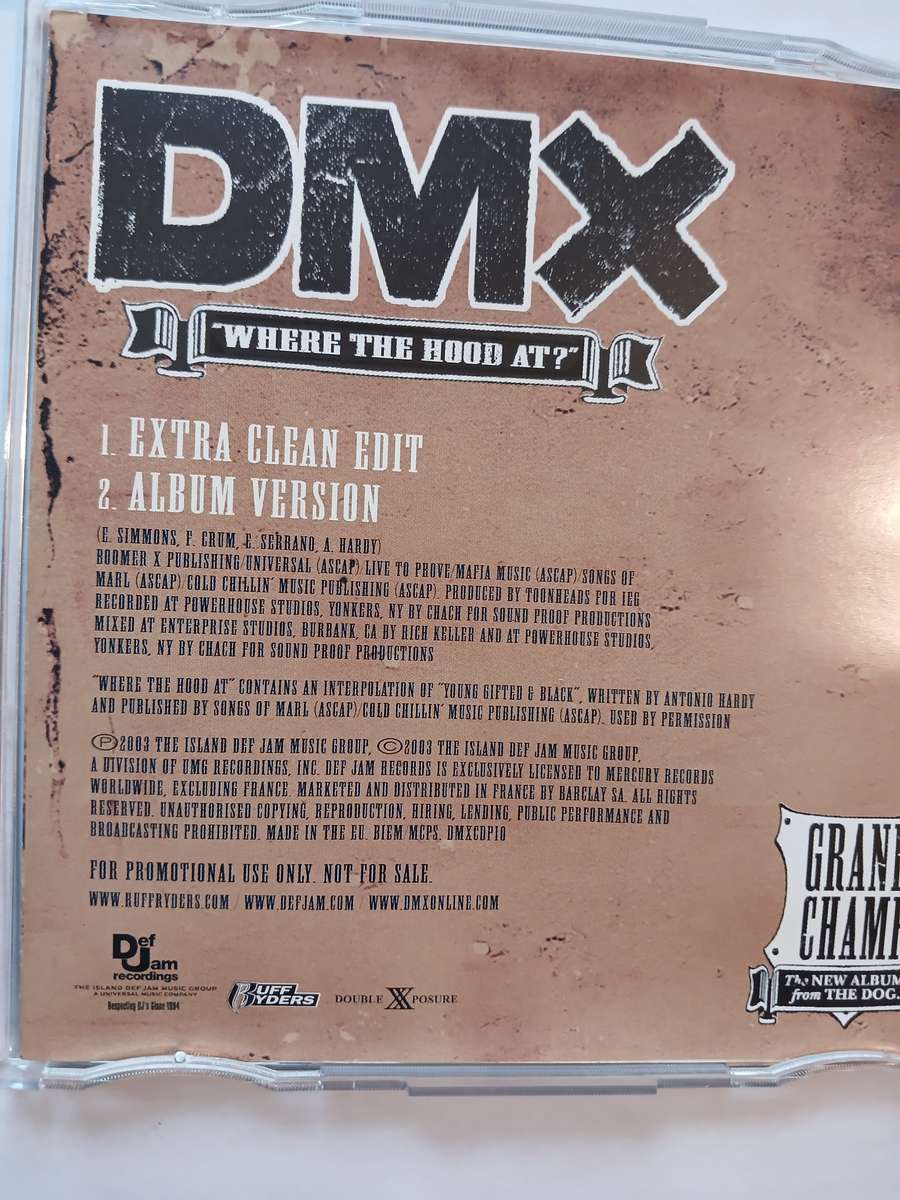 DMX
"WHERE THE HOOD AT?"
1. EXTRA CLEAN EDIT
2. ALBUM VERSION
(E. SIMMONS, F. CRUM, E. SERRANO, A. HARDY)
BOOMER X PUBLISHING/UNIVERSAL (ASCAP)/LIVE TO PROVE/MAFIA MUSIC (ASCAP)/SONGS OF
MARL (ASCAP)/COLD CHILLIN' MUSIC PUBLISHING (ASCAP). PRODUCED BY TOONHEADS FOR IEG
RECORDED AT POWERHOUSE STUDIOS, YONKERS, NY BY CHACH FOR SOUND PROOF PRODUCTIONS
MIXED AT ENTERPRISE STUDIOS, BURBANK, CA BY RICH KELLER AND AT POWERHOUSE STUDIOS,
YONKERS, NY BY CHACH FOR SOUND PROOF PRODUCTIONS
"WHERE THE HOOD AT" CONTAINS AN INTERPOLATION OF "YOUNG GIFTED & BLACK", WRITTEN BY ANTONIO HARDY
AND PUBLISHED BY SONGS OF MARL (ASCAP)/COLD CHILLIN' MUSIC PUBLISHING (ASCAP). USED BY PERMISSION
Ⓟ2003 THE ISLAND DEF JAM MUSIC GROUP, ©2003 THE ISLAND DEF JAM MUSIC GROUP,
A DIVISION OF UMG RECORDINGS, INC. DEF JAM RECORDS IS EXCLUSIVELY LICENSED TO MERCURY RECORDS
WORLDWIDE, EXCLUDING FRANCE. MARKETED AND DISTRIBUTED IN FRANCE BY BARCLAY SA. ALL RIGHTS
RESERVED. UNAUTHORISED COPYING, REPRODUCTION, HIRING, LENDING, PUBLIC PERFORMANCE AND
BROADCASTING PROHIBITED. MADE IN THE EU. BIEM MCPS. DMXCDP10
FOR PROMOTIONAL USE ONLY. NOT FOR SALE.
WWW.RUFFRYDERS.COM / WWW.DEFJAM.COM / WWW.DMXONLINE.COM
GRAND
CHAMP
The NEW ALBUM
from THE DOG.
Def
Jam
recordings
THE ISLAND DEF JAM MUSIC GROUP
A UNIVERSAL MUSIC COMPANY
Respecting DJ's Since 1984
RUFF
RYDERS
DOUBLE XX POSURE